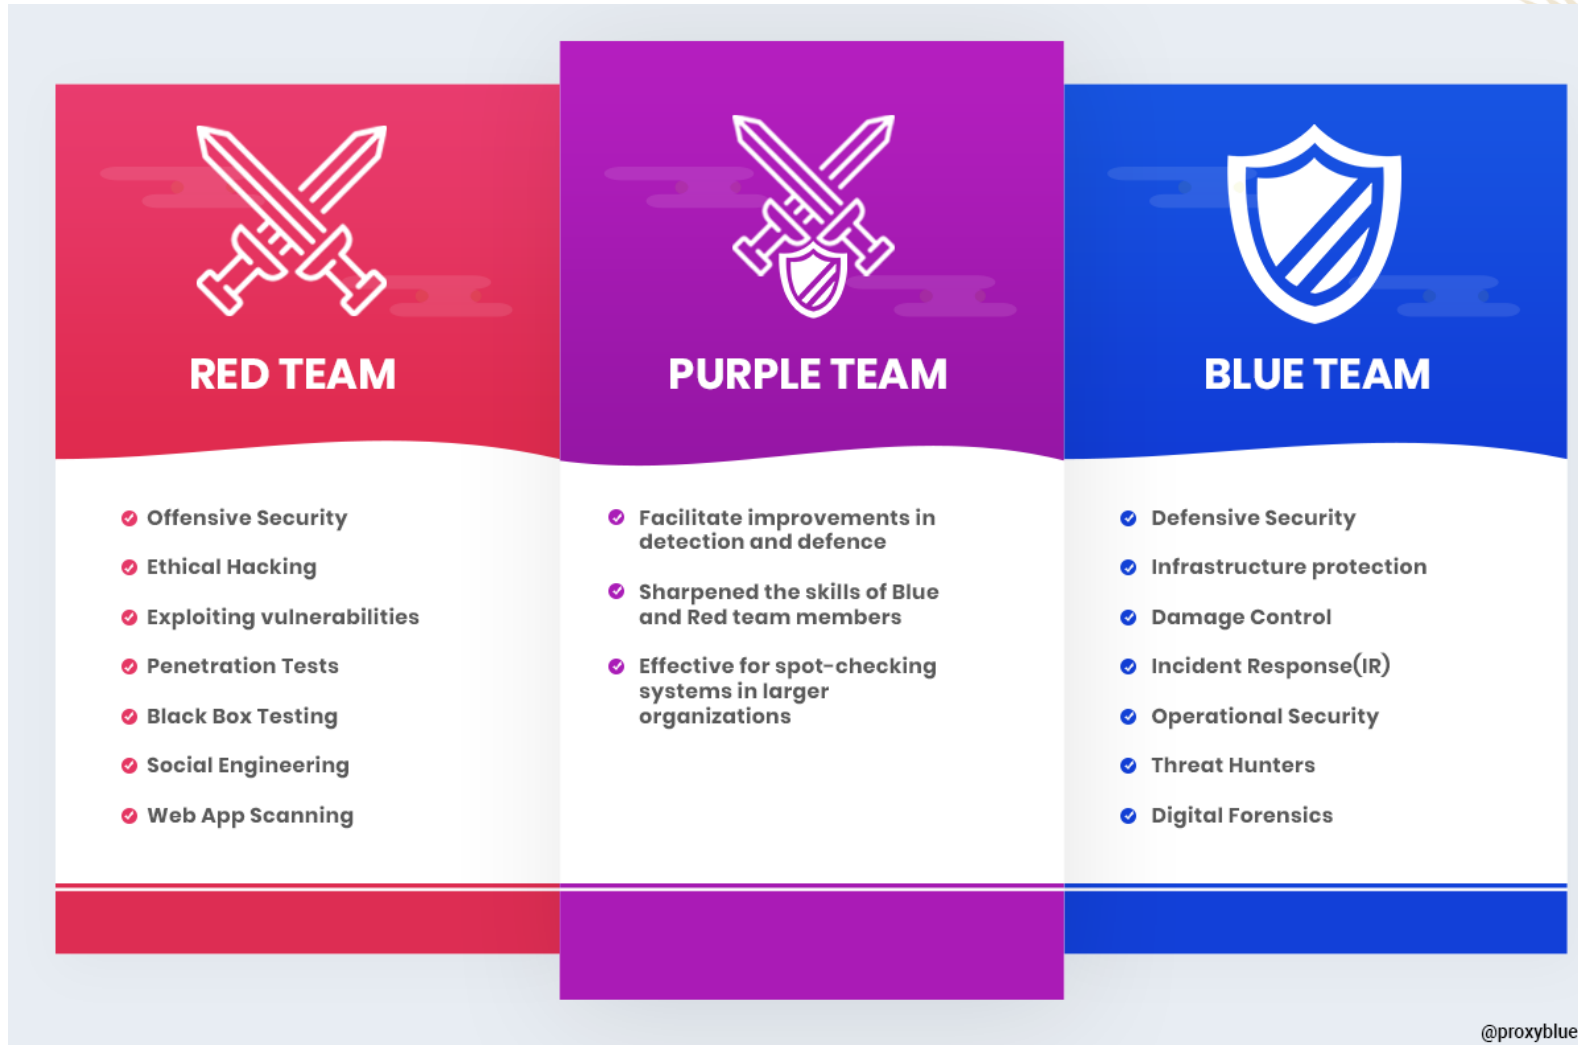 RED TEAM
Offensive Security
Ethical Hacking
Exploiting vulnerabilities
Penetration Tests
Black Box Testing
Social Engineering
Web App Scanning
PURPLE TEAM
Facilitate improvements in
detection and defence
Sharpened the skills of Blue
and Red team members
Effective for spot-checking
systems in larger
organizations
BLUE TEAM
Defensive Security
Infrastructure protection
Damage Control
Incident Response(IR)
Operational Security
Threat Hunters
Digital Forensics
@proxyblue